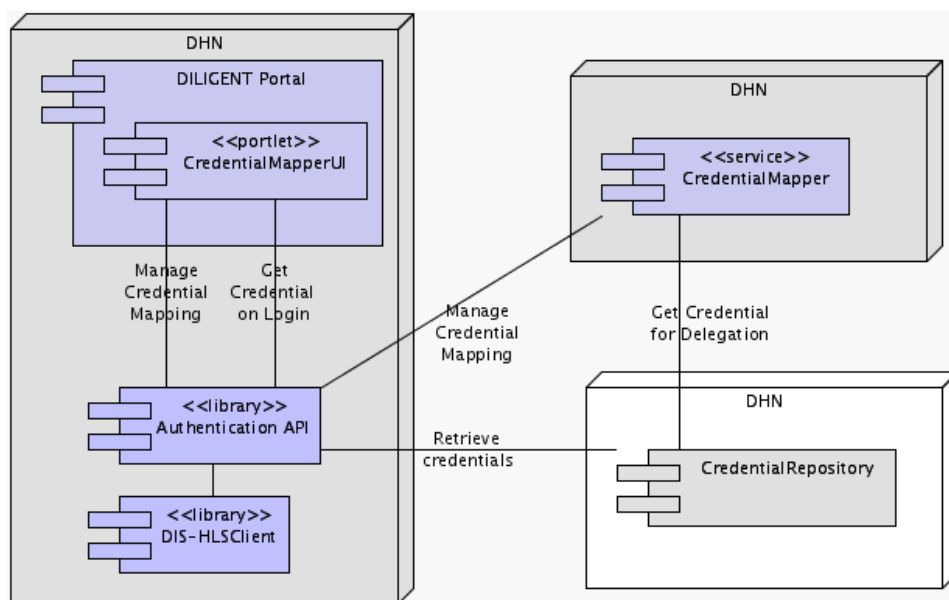 DHN
DILIGENT Portal
<<portlet>>
CredentialMapperUI
Manage
Credential
Mapping
Get
Credential
on Login
<<library>>
Authentication API
<<library>>
DIS-HLSClient
DHN
<<service>>
CredentialMapper
Manage
Credential
Mapping
Get Credential
for Delegation
Retrieve
credentials
DHN
CredentialRepository